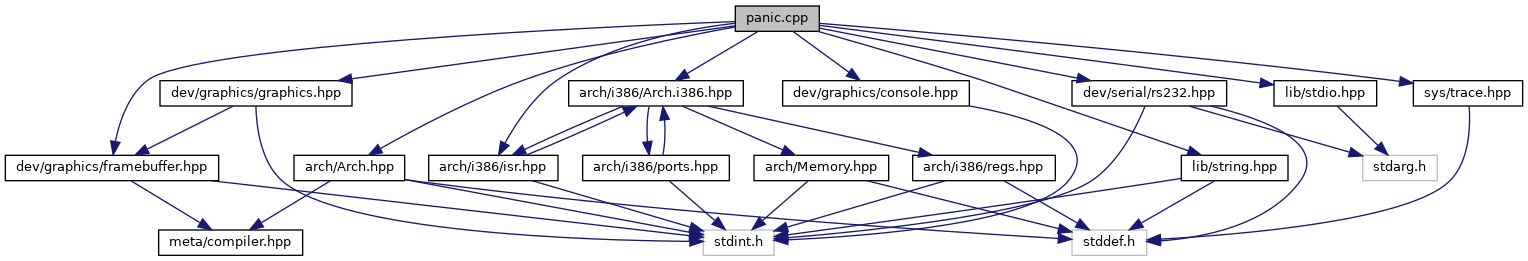 panic.cpp
dev/graphics/graphics.hpp
arch/i386/Arch.i386.hpp
dev/graphics/console.hpp
dev/serial/rs232.hpp
lib/stdio.hpp
sys/trace.hpp
dev/graphics/framebuffer.hpp
arch/Arch.hpp
arch/i386/isr.hpp
arch/i386/ports.hpp
arch/Memory.hpp
arch/i386/regs.hpp
lib/string.hpp
stdarg.h
meta/compiler.hpp
stdint.h
stddef.h